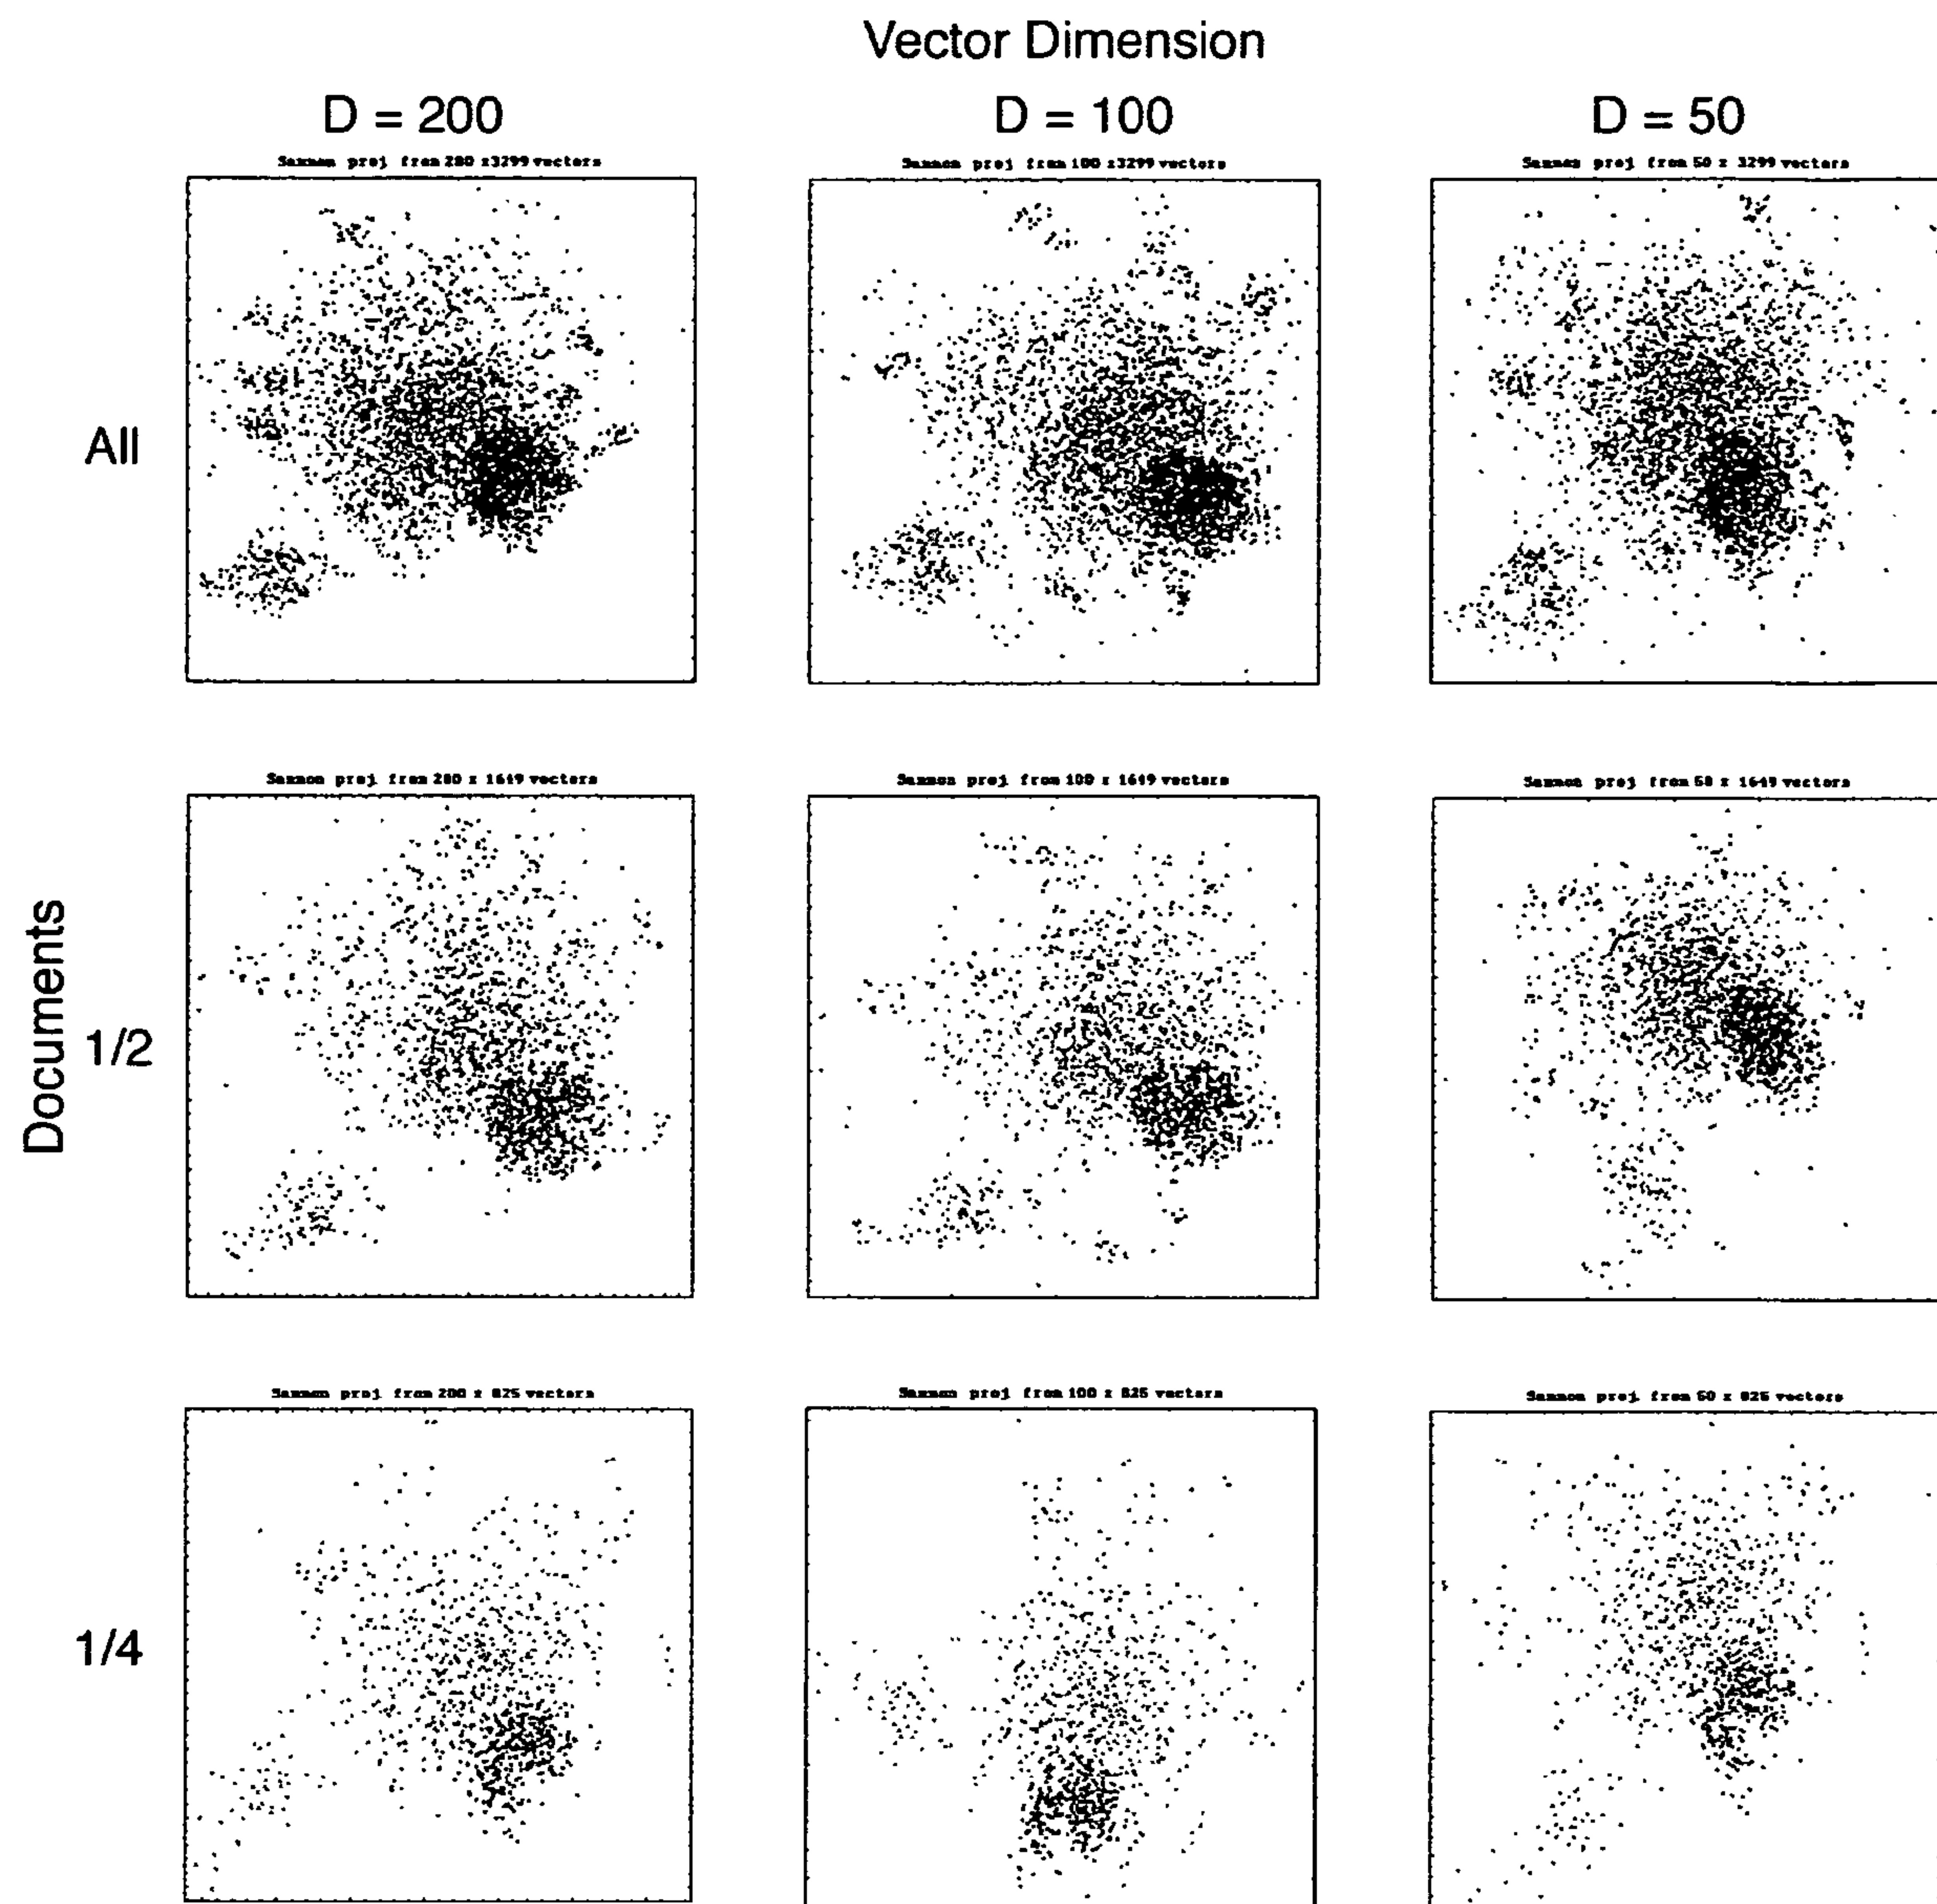 Vector Dimension
D = 200
D = 100
D = 50
Sammon proj from 200 x3299 vectors
Sammon proj from 100 x3299 vectors
Sammon proj from 50 x 3299 vectors
All
Sammon proj from 200 x 1649 vectors
Sammon proj from 100 x 1649 vectors
Sammon proj from 50 x 1649 vectors
Documents
1/2
Sammon proj from 200 x 825 vectors
Sammon proj from 100 x 825 vectors
Sammon proj from 50 x 825 vectors
1/4